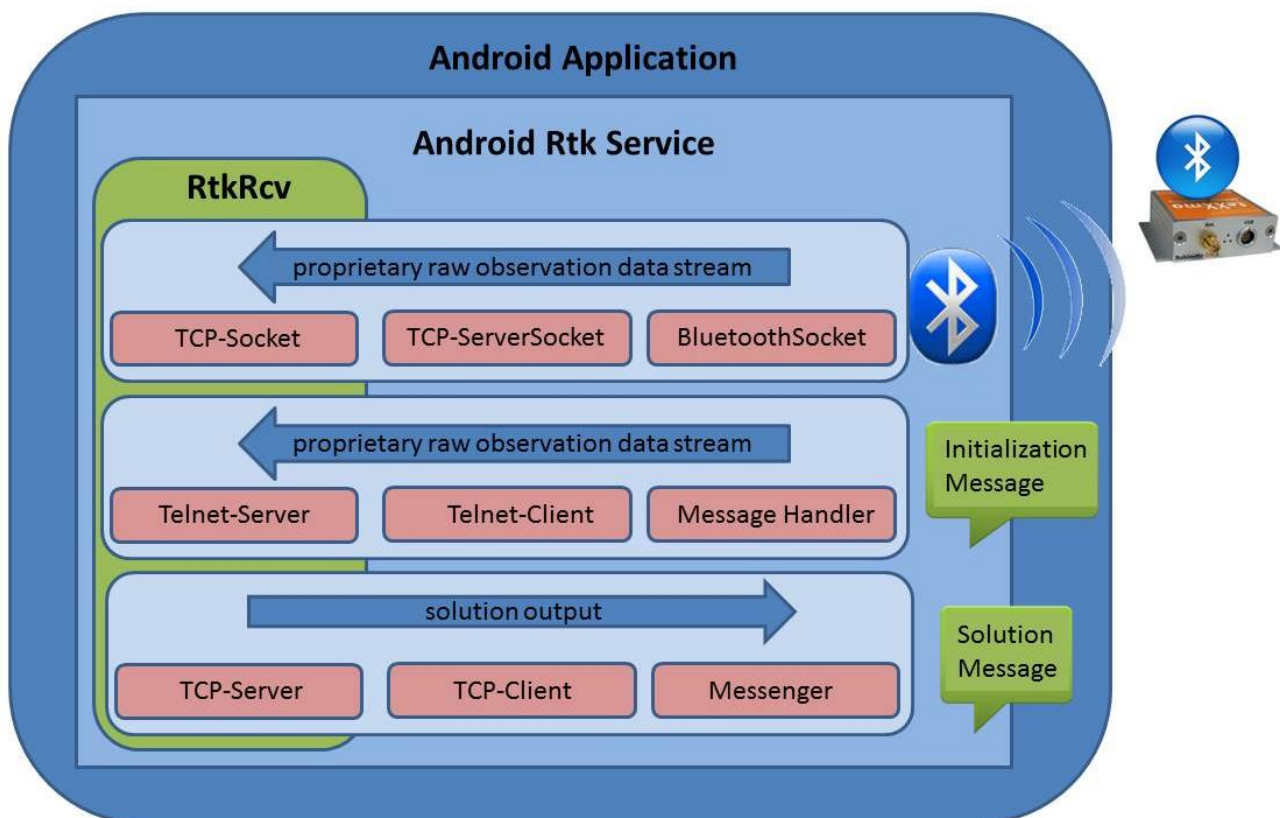 Android Application
Android Rtk Service
RtkRcv
proprietary raw observation data stream
TCP-Socket
TCP-ServerSocket
BluetoothSocket
proprietary raw observation data stream
Telnet-Server
Telnet-Client
Message Handler
Initialization
Message
solution output
TCP-Server
TCP-Client
Messenger
Solution
Message